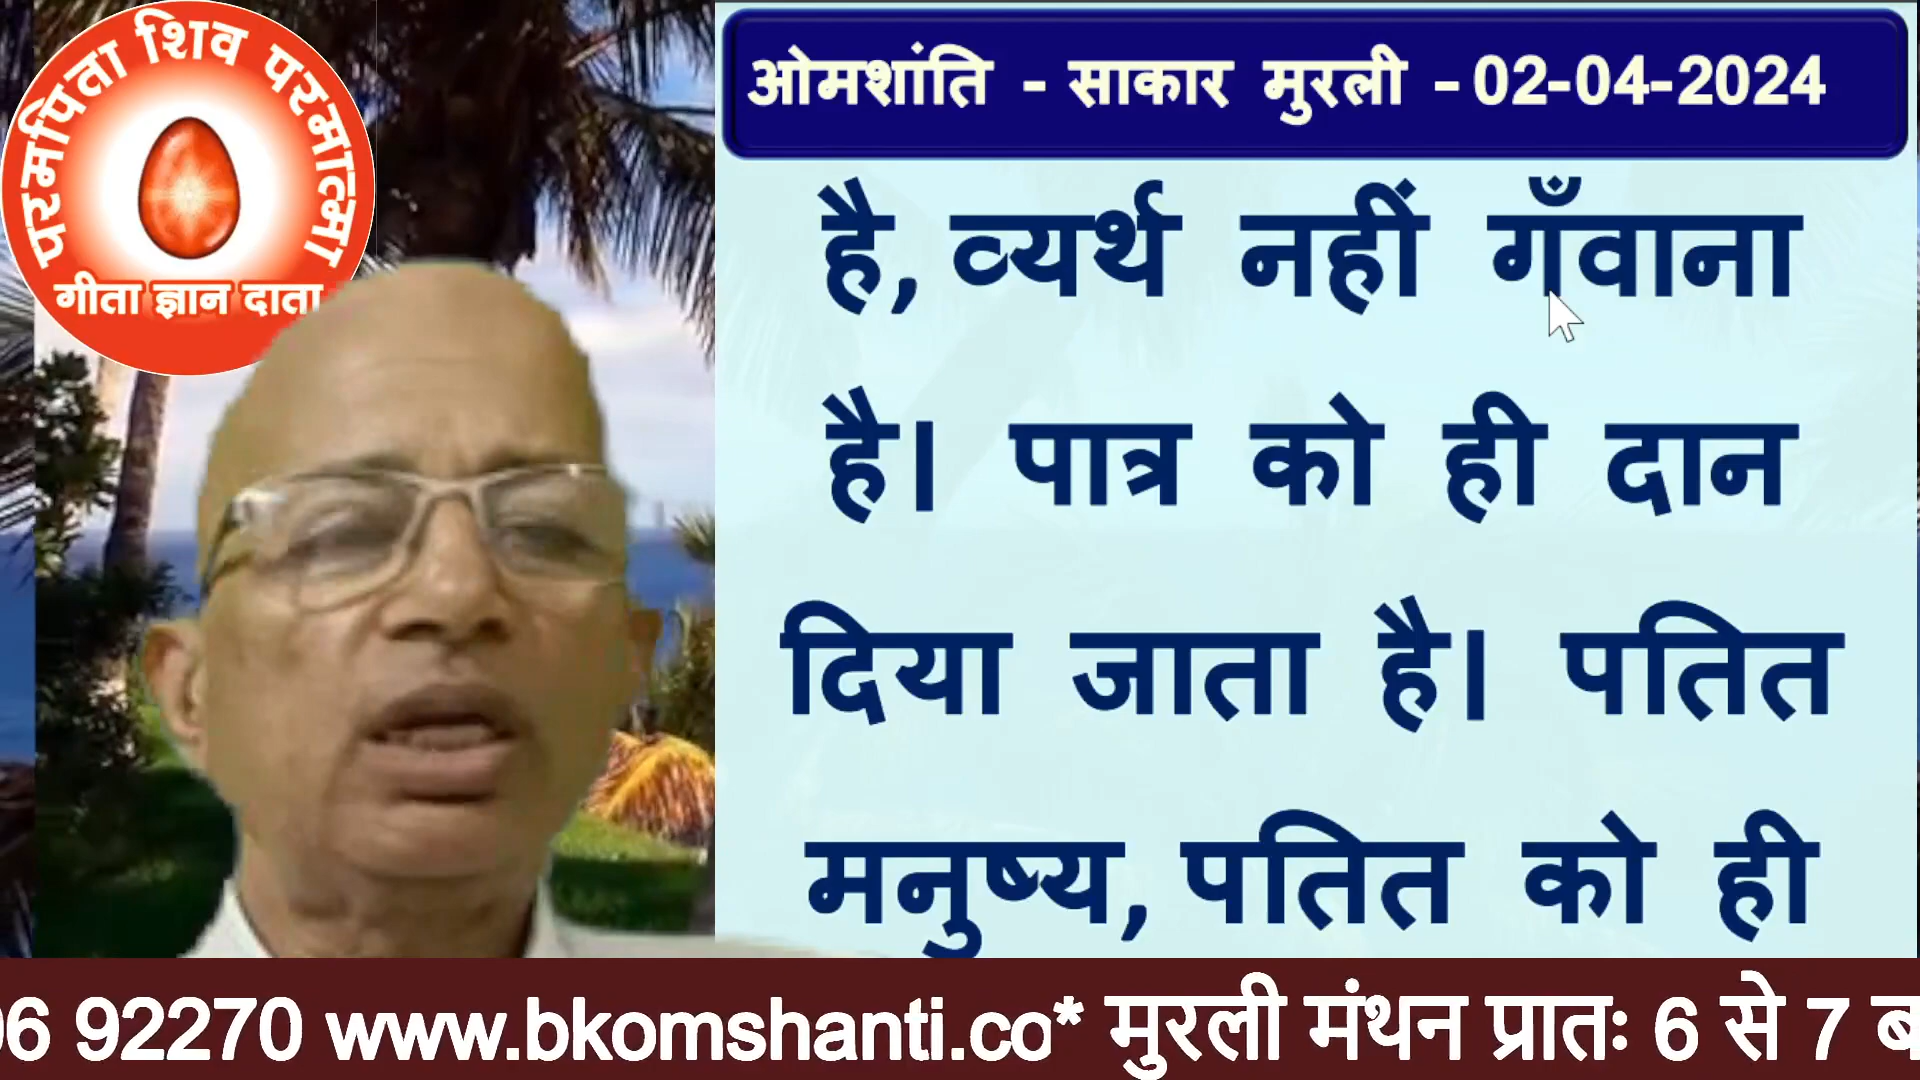 परमपिता शिव परमात्मा
गीता ज्ञान दाता
ओमशांति - साकार मुरली - 02-04-2024
है, व्यर्थ नहीं गँवाना
है। पात्र को ही दान
दिया जाता है। पतित
मनुष्य, पतित को ही
06 92270 www.bkomshanti.co* मुरली मंथन प्रातः 6 से 7 ब